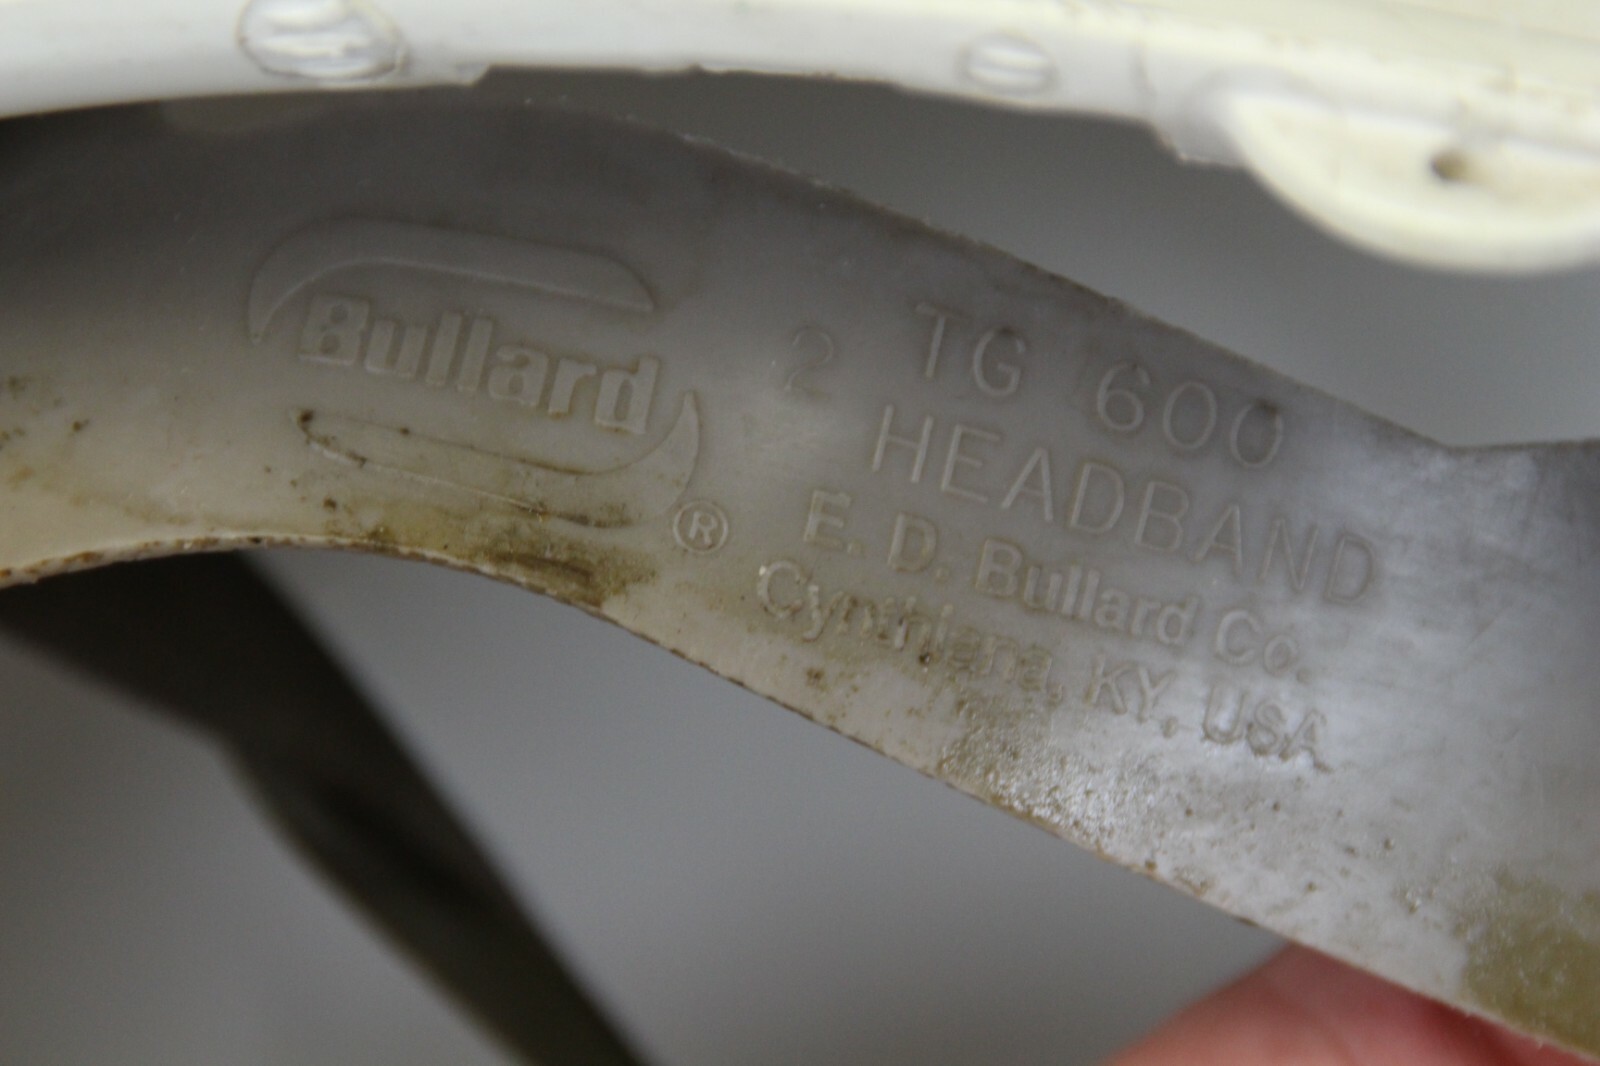 Bullard ®
2 TG 600
HEADBAND
E. D. Bullard Co.
Cynthiana, KY, USA